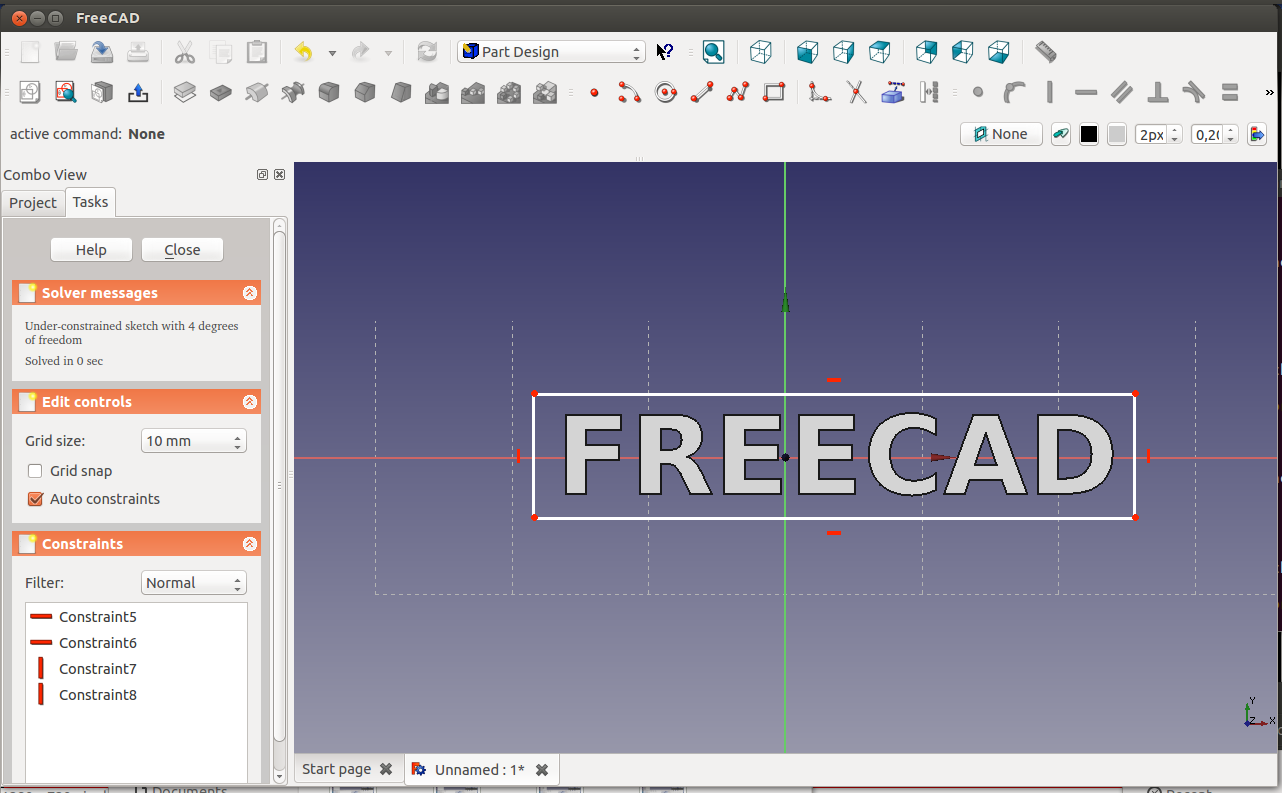 FreeCAD
Part Design
active command: None
None
2px
0,20
Combo View
Project
Tasks
Help
Close
Solver messages
Under-constrained sketch with 4 degrees
of freedom
Solved in 0 sec
Edit controls
Grid size:
10 mm
Grid snap
Auto constraints
Constraints
Filter:
Normal
Constraint5
Constraint6
Constraint7
Constraint8
FREECAD
Y
Z X
Start page
Unnamed : 1*
Documents
Recent